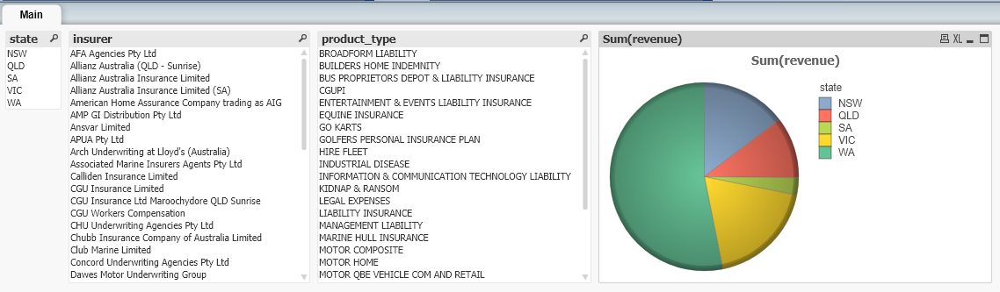 Main
state
NSW
QLD
SA
VIC
WA
insurer
AFA Agencies Pty Ltd
Allianz Australia (QLD - Sunrise)
Allianz Australia Insurance Limited
Allianz Australia Insurance Limited (SA)
American Home Assurance Company trading as AIG
AMP GI Distribution Pty Ltd
Ansvar Limited
APUA Pty Ltd
Arch Underwriting at Lloyd's (Australia)
Associated Marine Insurers Agents Pty Ltd
Calliden Insurance Limited
CGU Insurance Limited
CGU Insurance Ltd Maroochydore QLD Sunrise
CGU Workers Compensation
CHU Underwriting Agencies Pty Ltd
Chubb Insurance Company of Australia Limited
Club Marine Limited
Concord Underwriting Agencies Pty Ltd
Dawes Motor Underwriting Group
product_type
BROADFORM LIABILITY
BUILDERS HOME INDEMNITY
BUS PROPRIETORS DEPOT & LIABILITY INSURANCE
CGUPI
ENTERTAINMENT & EVENTS LIABILITY INSURANCE
EQUINE INSURANCE
GO KARTS
GOLFERS PERSONAL INSURANCE PLAN
HIRE FLEET
INDUSTRIAL DISEASE
INFORMATION & COMMUNICATION TECHNOLOGY LIABILITY
KIDNAP & RANSOM
LEGAL EXPENSES
LIABILITY INSURANCE
MANAGEMENT LIABILITY
MARINE HULL INSURANCE
MOTOR COMPOSITE
MOTOR HOME
MOTOR QBE VEHICLE COM AND RETAIL
Sum(revenue)
XL
Sum(revenue)
state
NSW
QLD
SA
VIC
WA